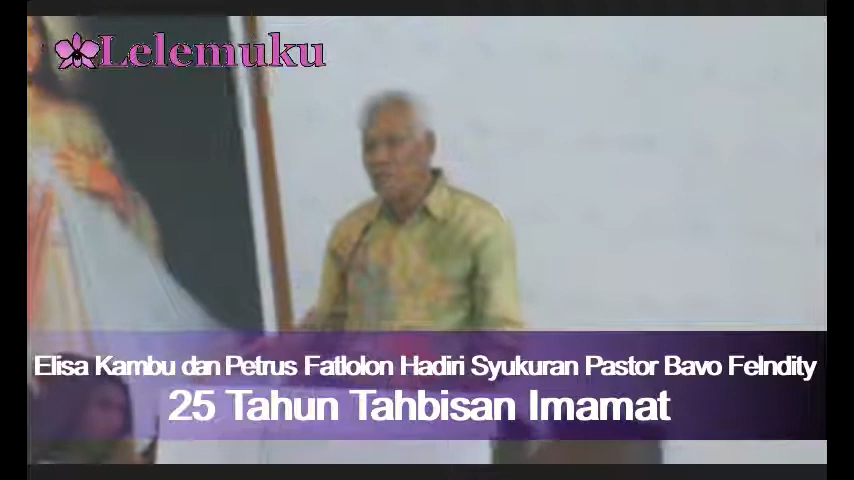 Lelemuku
Elisa Kambu dan Petrus Fatlolon Hadiri Syukuran Pastor Bavo Felndity
25 Tahun Tahbisan Imamat